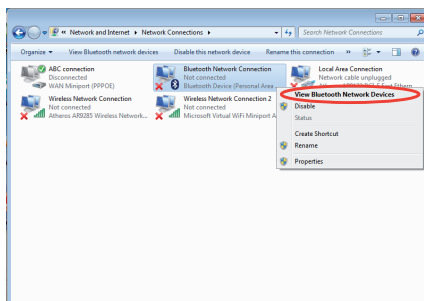 « Network and Internet ▸ Network Connections ▸
Search Network Connections
Organize ▾ View Bluetooth network devices Disable this network device Rename this connection »
ABC connection
Disconnected
WAN Miniport (PPPOE)
Bluetooth Network Connection
Not connected
Bluetooth Device (Personal Area
Local Area Connection
Network cable unplugged
Wireless Network Connection
Not connected
Atheros AR9285 Wireless Network...
Wireless Network Connection 2
Not connected
Microsoft Virtual WiFi Miniport A
View Bluetooth Network Devices
Disable
Status
Create Shortcut
Rename
Properties